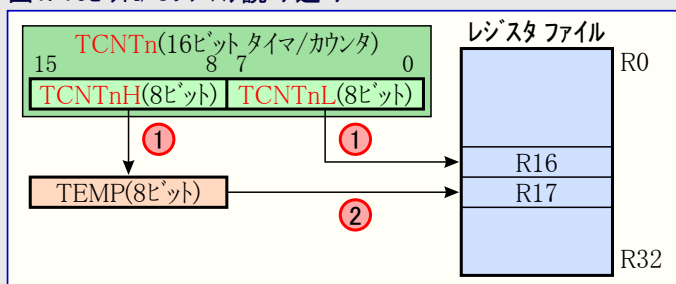 TCNTn(16ビット タイマ/カウンタ)
レジスタ ファイル
15 8 7 0
R0
TCNTnH(8ビット) TCNTnL(8ビット)
1 1
R16
TEMP(8ビット)
R17
2
R32